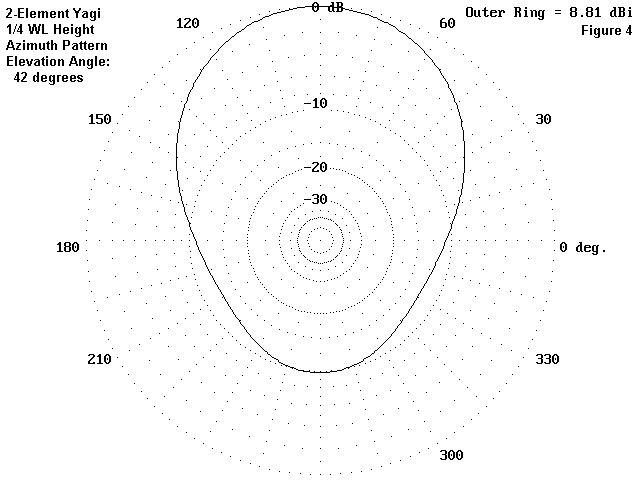 2-Element Yagi
1/4 WL Height
Azimuth Pattern
Elevation Angle:
42 degrees
0 dB
Outer Ring = 8.81 dBi
Figure 4
120
60
-10
150
30
-20
-30
180
0 deg.
210
330
300